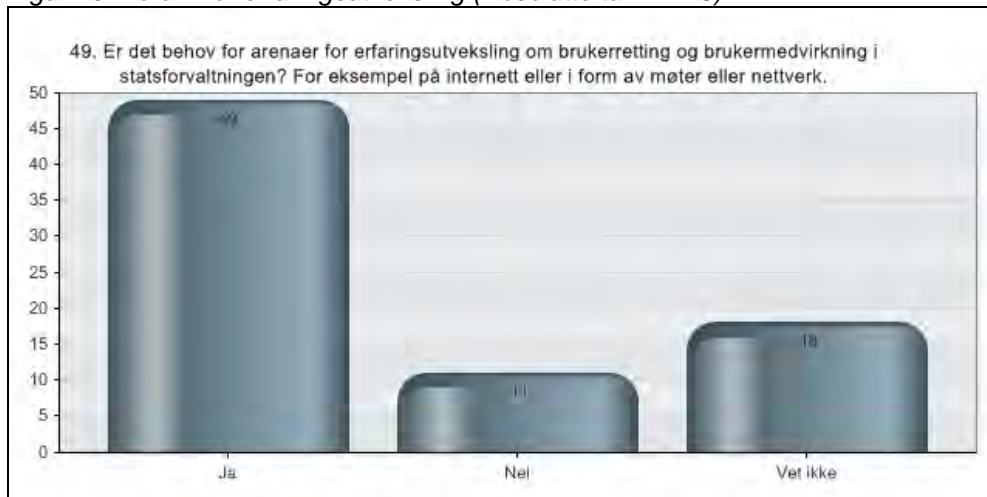 49. Er det behov for arenaer for erfaringsutveksling om brukerretting og brukermedvirkning i
statsforvaltningen? For eksempel på internett eller i form av møter eller nettverk.
50
45
40
35
30
25
20
15
10
5
0
49
11
18
Ja
Nei
Vet ikke